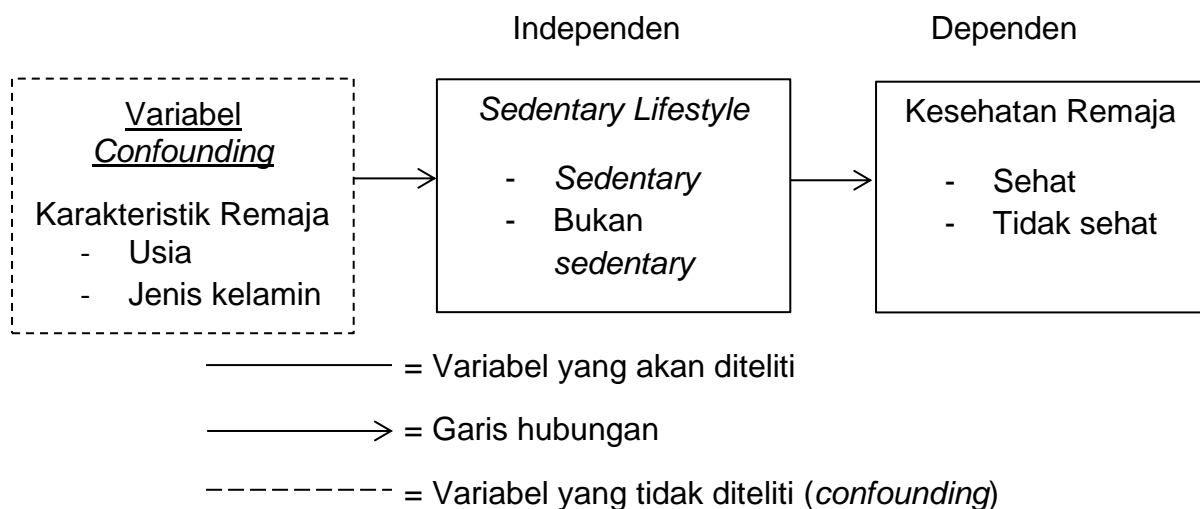 Independen
Dependen
Variabel
Confounding
Karakteristik Remaja
- Usia
- Jenis kelamin
Sedentary Lifestyle
- Sedentary
- Bukan
sedentary
Kesehatan Remaja
- Sehat
- Tidak sehat
= Variabel yang akan diteliti
= Garis hubungan
= Variabel yang tidak diteliti (confounding)